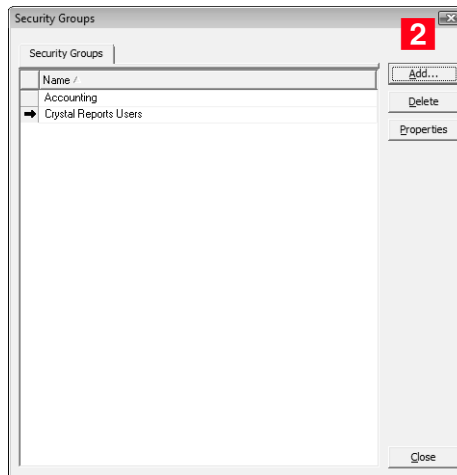 Security Groups
2
Security Groups
Name
Add...
Accounting
Delete
Crystal Reports Users
Properties
Close